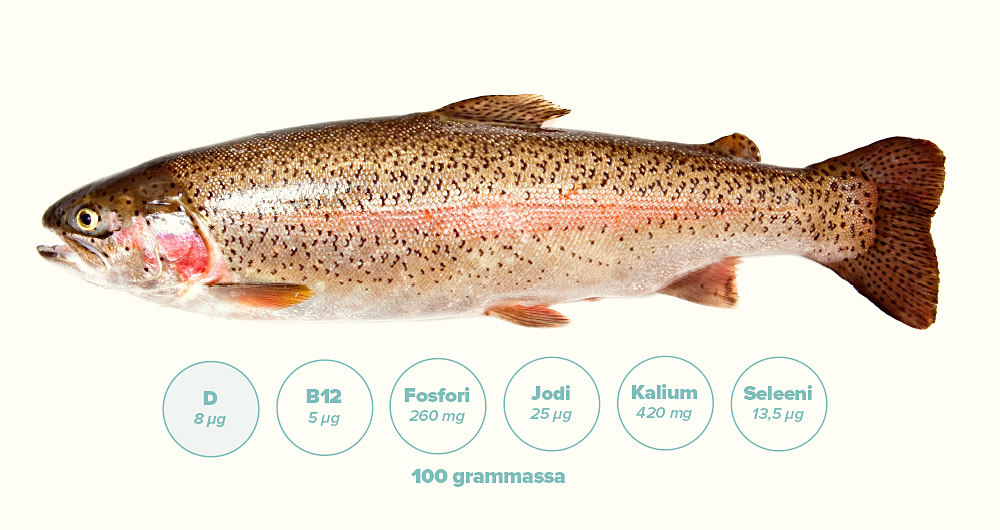 D
8 µg
B12
5 µg
Fosfori
260 mg
Jodi
25 µg
Kalium
420 mg
Seleeni
13,5 µg
100 grammassa